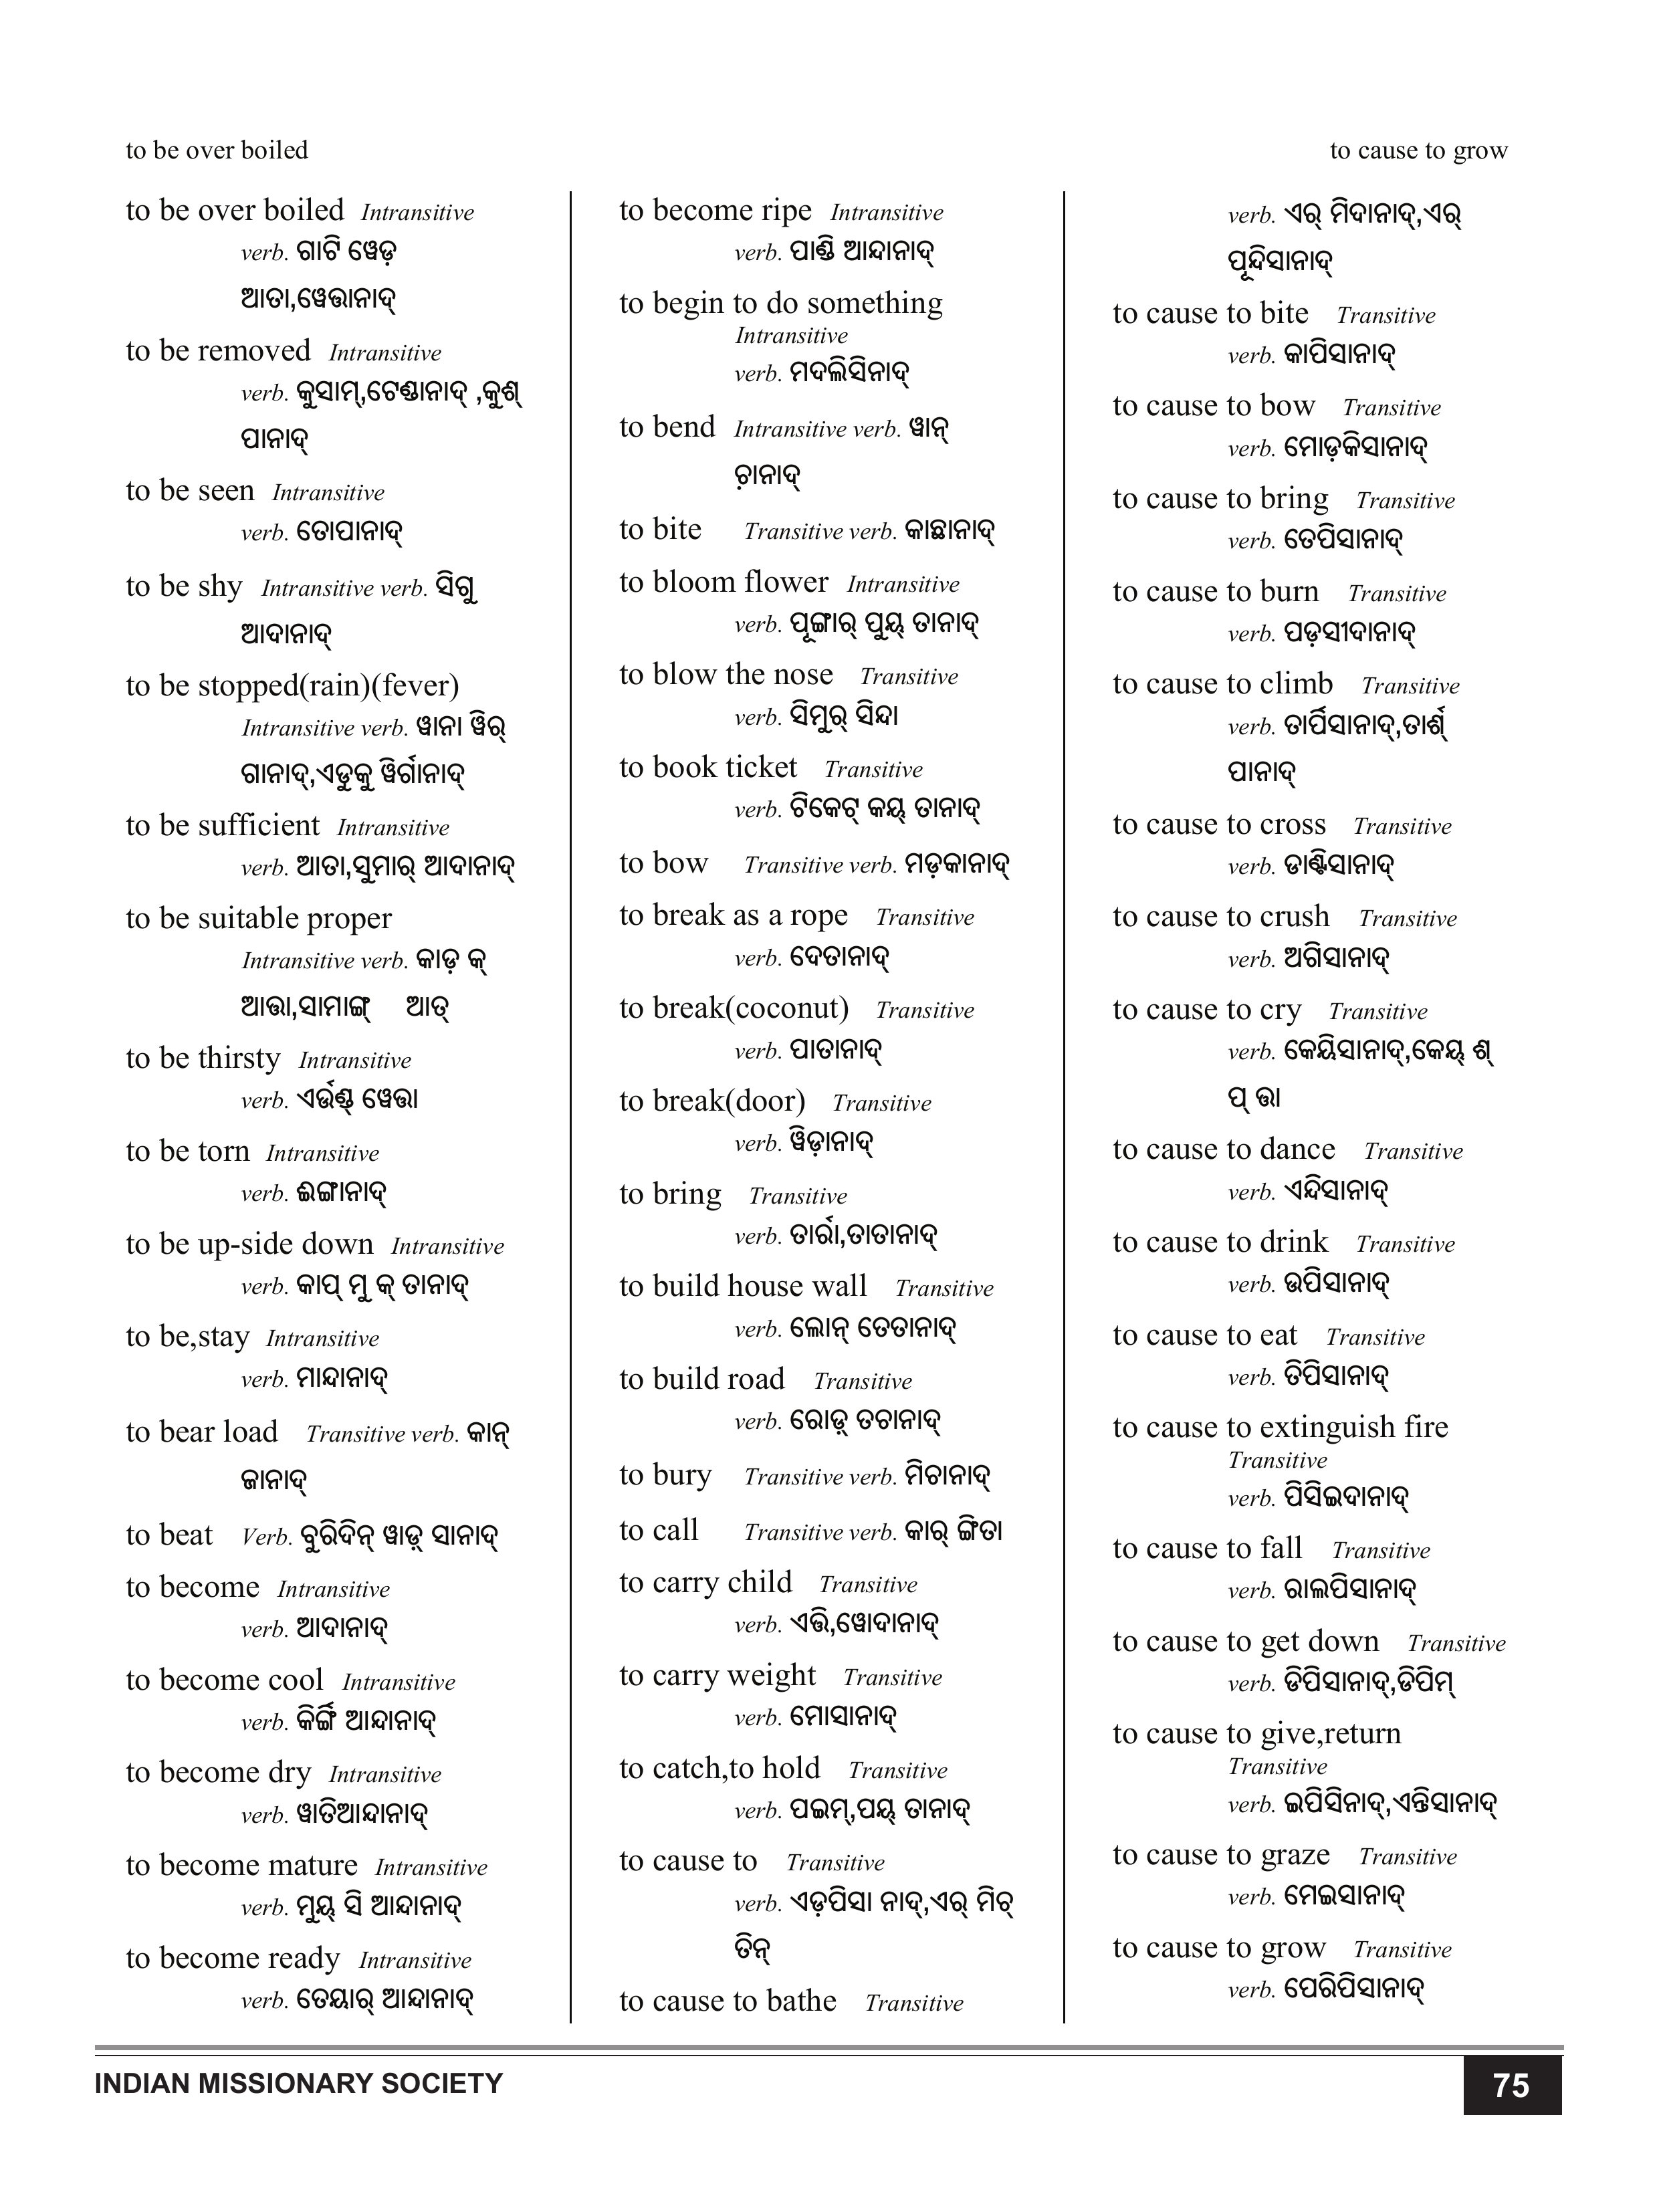 to be over boiled
to cause to grow
to be over boiled Intransitive
verb. ଗାଟି ୱେଡ଼
ଆତା,ୱେତ୍ତାନାଦ୍
to be removed Intransitive
verb. କୁସାମ୍,ଟେଣ୍ଡାନାଦ୍ ,କୁଶ୍
ପାନାଦ୍
to be seen Intransitive
verb. ତୋପାନାଦ୍
to be shy Intransitive verb. ସିଗୁ
ଆଦାନାଦ୍
to be stopped(rain)(fever)
Intransitive verb. ୱାନା ୱିର୍
ଗାନାଦ୍,ଏଡୁକୁ ୱିର୍ଗାନାଦ୍
to be sufficient Intransitive
verb. ଆତା,ସୁମାର୍ ଆଦାନାଦ୍
to be suitable proper
Intransitive verb. କାଡ଼ କ୍
ଆତ୍ତା,ସାମାଙ୍ଗ୍ ଆତ୍
to be thirsty Intransitive
verb. ଏର୍ଉଣ୍ଡ୍ ୱେତ୍ତା
to be torn Intransitive
verb. ଈଙ୍ଗାନାଦ୍
to be up-side down Intransitive
verb. କାପ୍ ମୁ କ୍ ତାନାଦ୍
to be,stay Intransitive
verb. ମାନ୍ଦାନାଦ୍
to bear load Transitive verb. କାନ୍
ଜାନାଦ୍
to beat Verb. ବୁରିଦିନ୍ ୱାଡ଼୍ ସାନାଦ୍
to become Intransitive
verb. ଆଦାନାଦ୍
to become cool Intransitive
verb. କିର୍ଙ୍ଗି ଆନ୍ଦାନାଦ୍
to become dry Intransitive
verb. ୱାତିଆନ୍ଦାନାଦ୍
to become mature Intransitive
verb. ମୁୟ୍ ସି ଆନ୍ଦାନାଦ୍
to become ready Intransitive
verb. ତେୟାର୍ ଆନ୍ଦାନାଦ୍
to become ripe Intransitive
verb. ପାଣ୍ଡି ଆନ୍ଦାନାଦ୍
to begin to do something
Intransitive
verb. ମଦଲିସିନାଦ୍
to bend Intransitive verb. ୱାନ୍
ଚ଼ାନାଦ୍
to bite Transitive verb. କାଛାନାଦ୍
to bloom flower Intransitive
verb. ପୂଙ୍ଗାର୍ ପୁୟ୍ ତାନାଦ୍
to blow the nose Transitive
verb. ସିମୁର୍ ସିନ୍ଦା
to book ticket Transitive
verb. ଟିକେଟ୍ କୟ୍ ତାନାଦ୍
to bow Transitive verb. ମଡ଼କାନାଦ୍
to break as a rope Transitive
verb. ଦେତାନାଦ୍
to break(coconut) Transitive
verb. ପାତାନାଦ୍
to break(door) Transitive
verb. ୱିଡ଼ାନାଦ୍
to bring Transitive
verb. ତାର୍ରା,ତାତାନାଦ୍
to build house wall Transitive
verb. ଲୋନ୍ ତେତାନାଦ୍
to build road Transitive
verb. ରୋଡ଼୍ ତଚାନାଦ୍
to bury Transitive verb. ମିଚାନାଦ୍
to call Transitive verb. କାର୍ ଙ୍ଗିତା
to carry child Transitive
verb. ଏତ୍ତି,ୱୋଦାନାଦ୍
to carry weight Transitive
verb. ମୋସାନାଦ୍
to catch,to hold Transitive
verb. ପଇମ୍,ପୟ୍ ତାନାଦ୍
to cause to Transitive
verb. ଏଡ଼ପିସା ନାଦ୍,ଏର୍ ମିଚ୍
ତିନ୍
to cause to bathe Transitive
verb. ଏର୍ ମିଦାନାଦ୍,ଏର୍
ପୂନ୍ଦିସାନାଦ୍
to cause to bite Transitive
verb. କାପିସାନାଦ୍
to cause to bow Transitive
verb. ମୋଡ଼କିସାନାଦ୍
to cause to bring Transitive
verb. ତେପିସାନାଦ୍
to cause to burn Transitive
verb. ପଡ଼ସୀଦାନାଦ୍
to cause to climb Transitive
verb. ତାର୍ପିସାନାଦ୍,ତାର୍ଶ୍
ପାନାଦ୍
to cause to cross Transitive
verb. ଡାଣ୍ଟିସାନାଦ୍
to cause to crush Transitive
verb. ଅଗିସାନାଦ୍
to cause to cry Transitive
verb. କେୟିସାନାଦ୍,କେୟ୍ ଶ୍
ପ୍ ତ୍ତା
to cause to dance Transitive
verb. ଏନ୍ଦିସାନାଦ୍
to cause to drink Transitive
verb. ଉପିସାନାଦ୍
to cause to eat Transitive
verb. ତିପିସାନାଦ୍
to cause to extinguish fire
Transitive
verb. ପିସିଇଦାନାଦ୍
to cause to fall Transitive
verb. ରାଲପିସାନାଦ୍
to cause to get down Transitive
verb. ଡିପିସାନାଦ୍,ଡିପିମ୍
to cause to give,return
Transitive
verb. ଇପିସିନାଦ୍,ଏନ୍ତିସାନାଦ୍
to cause to graze Transitive
verb. ମେଇସାନାଦ୍
to cause to grow Transitive
verb. ପେରିପିସାନାଦ୍
INDIAN MISSIONARY SOCIETY
75